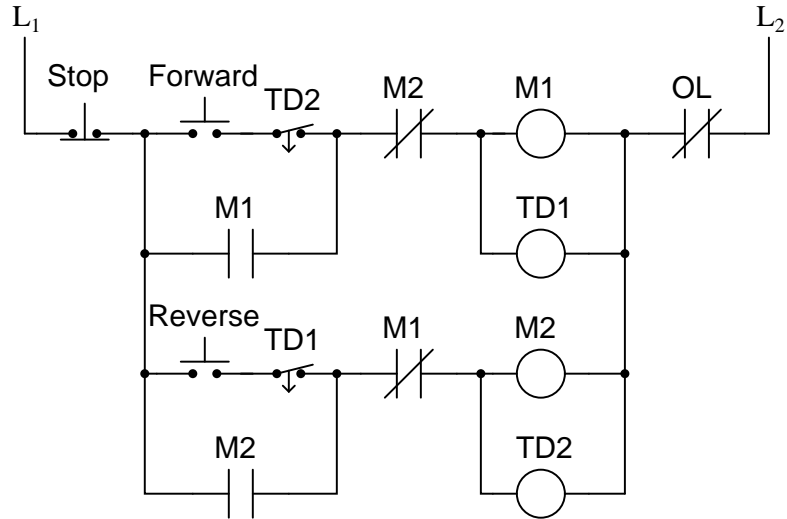 L1 L2
Stop Forward TD2 M2 M1 OL
M1 TD1
Reverse TD1 M1 M2
M2 TD2